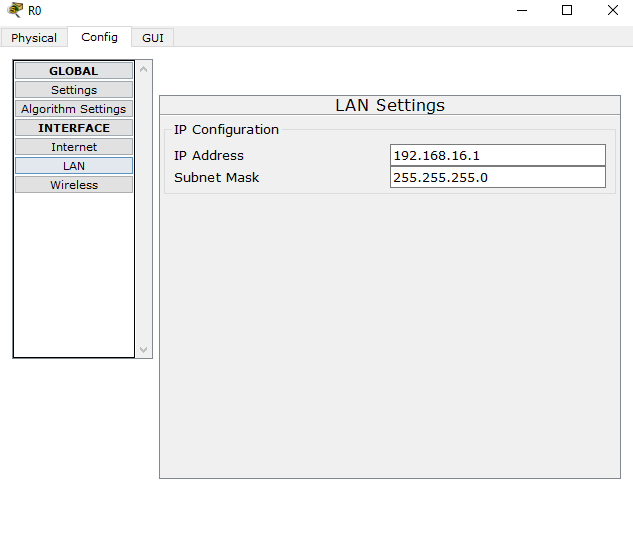 R0
Physical Config GUI
GLOBAL
Settings
Algorithm Settings
INTERFACE
Internet
LAN
Wireless
LAN Settings
IP Configuration
IP Address 192.168.16.1
Subnet Mask 255.255.255.0